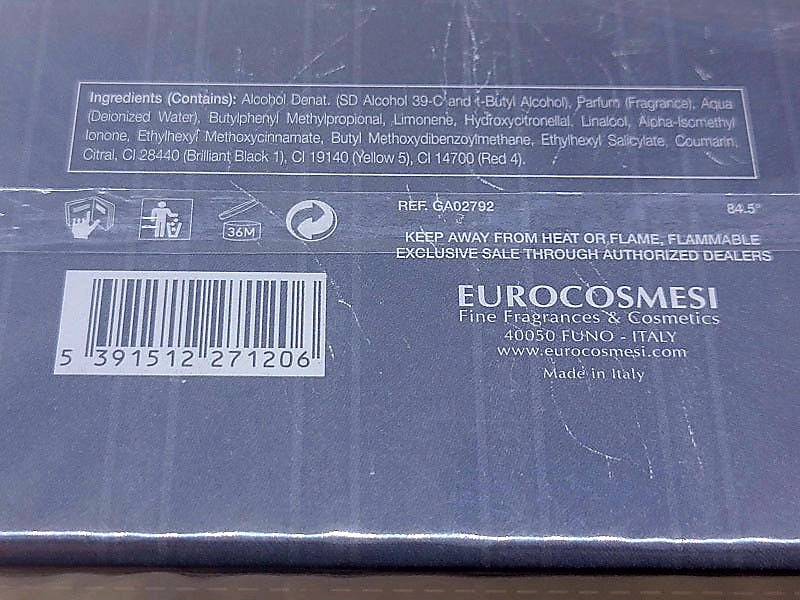 Ingredients (Contains): Alcohol Denat. (SD Alcohol 39-C and t-Butyl Alcohol), Parfum (Fragrance), Aqua
(Deionized Water), Butylphenyl Methylpropional, Limonene, Hydroxycitronellal, Linalool, Alpha-Isomethyl
Ionone, Ethylhexyl Methoxycinnamate, Butyl Methoxydibenzoylmethane, Ethylhexyl Salicylate, Coumarin,
Citral, CI 28440 (Brilliant Black 1), CI 19140 (Yellow 5), CI 14700 (Red 4).
36M
REF. GA02792
84.5°
KEEP AWAY FROM HEAT OR FLAME, FLAMMABLE
EXCLUSIVE SALE THROUGH AUTHORIZED DEALERS
5 391512 271206
EUROCOSMESI
Fine Fragrances & Cosmetics
40050 FUNO - ITALY
www.eurocosmesi.com
Made in Italy